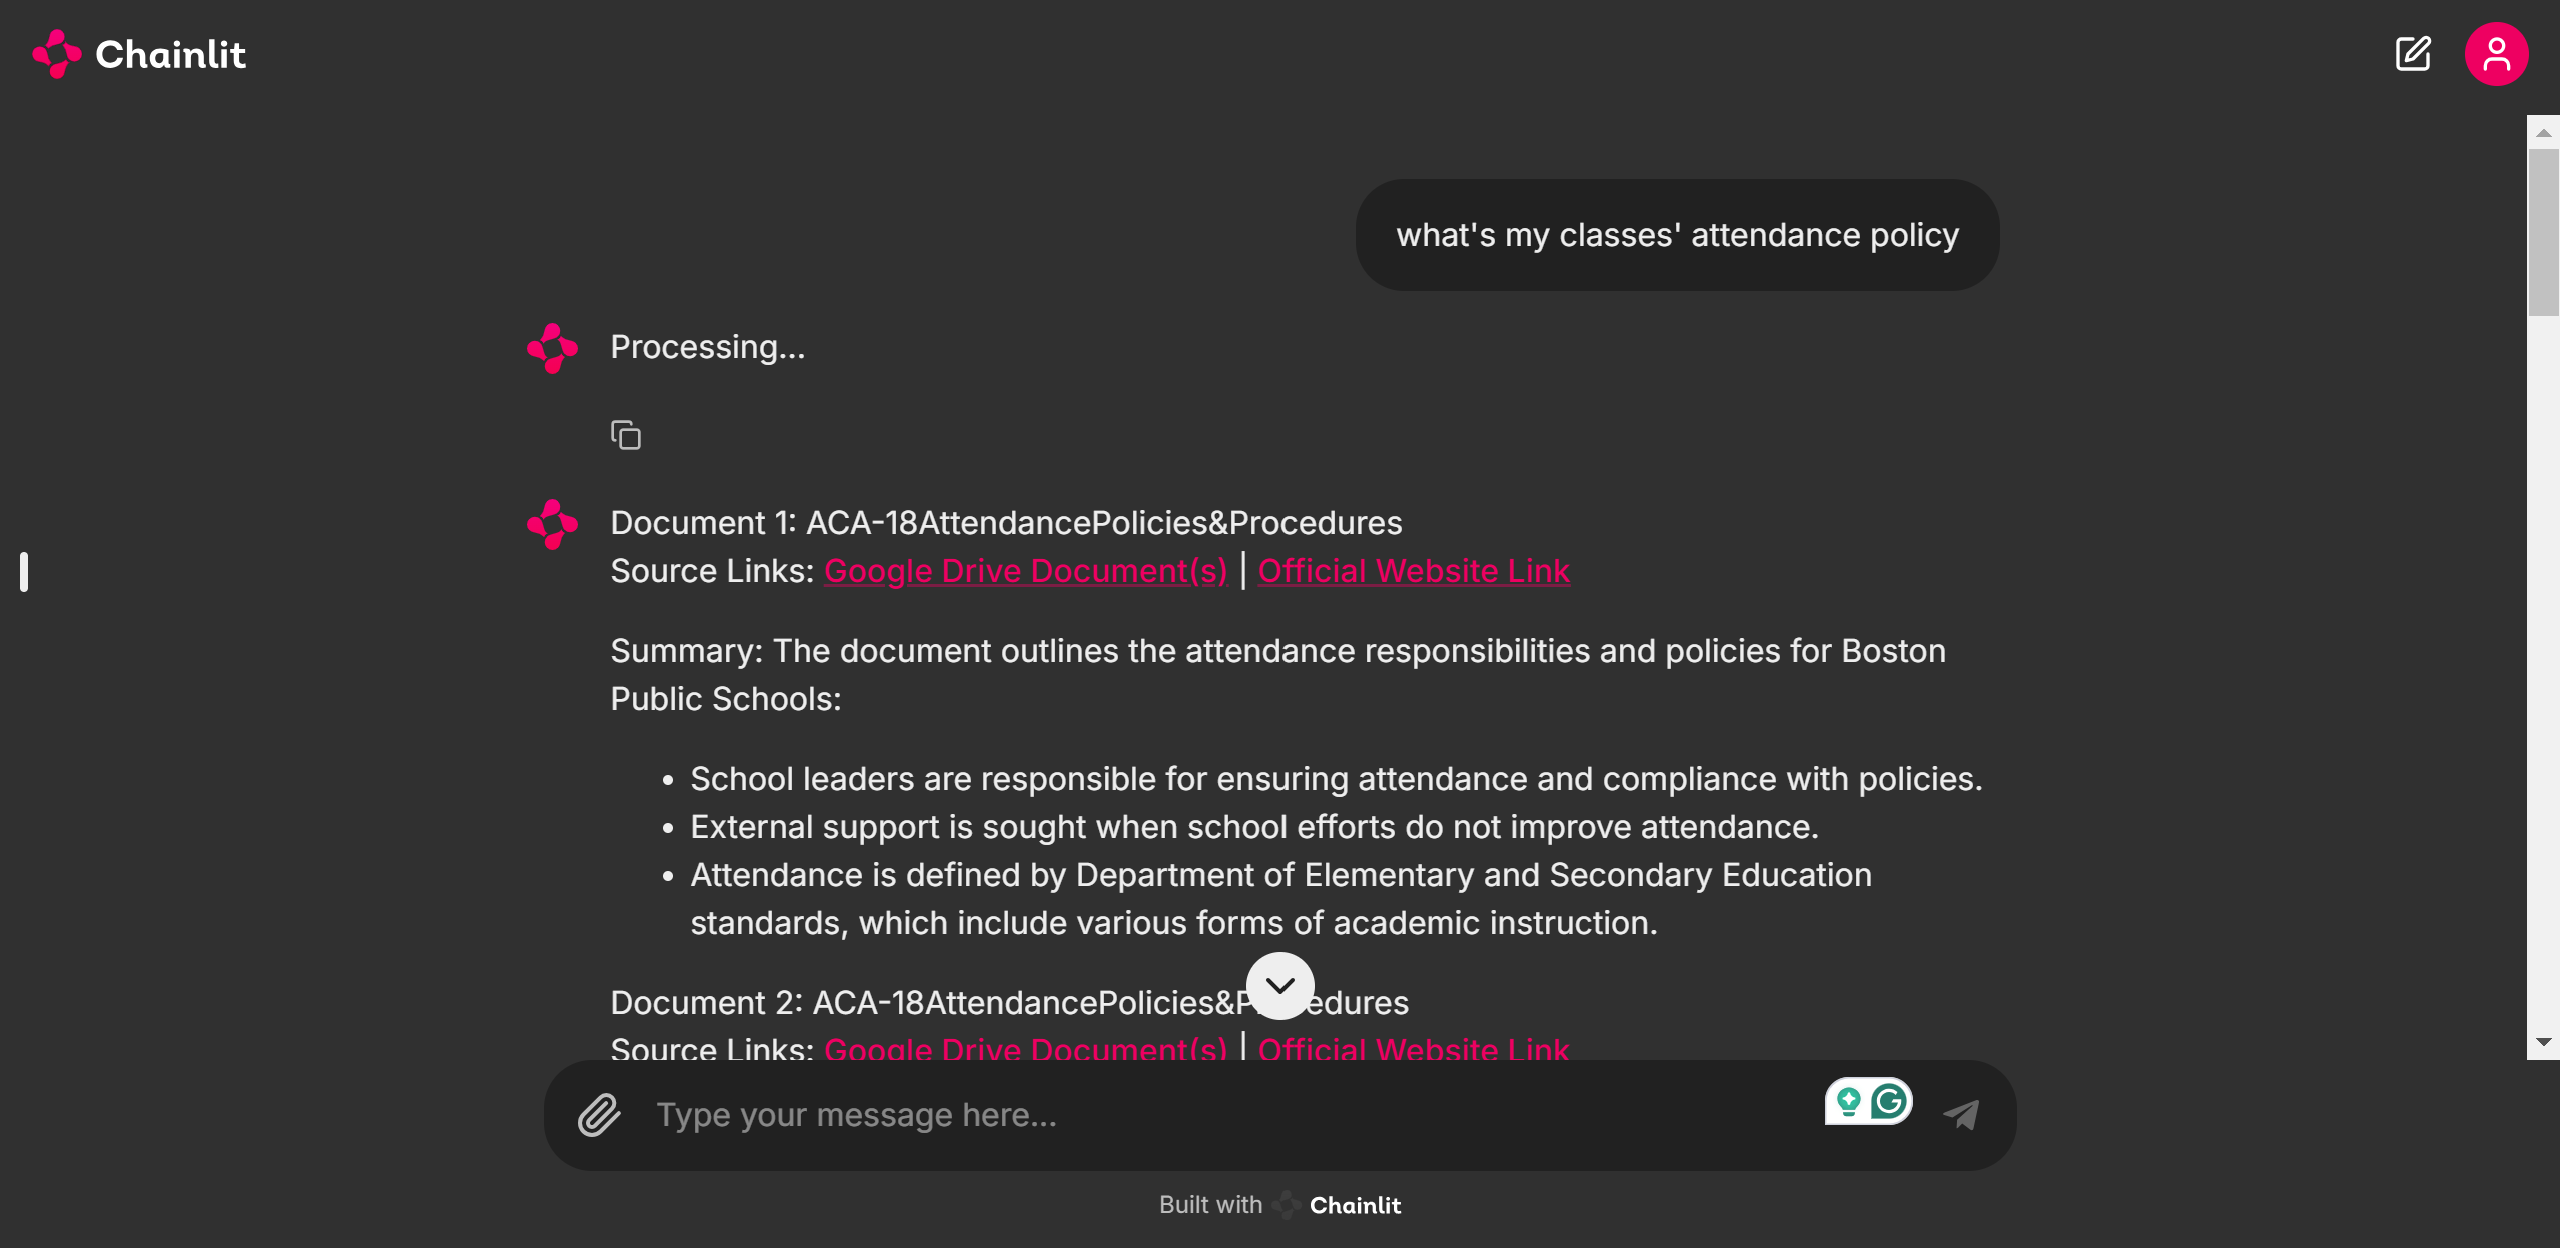 Chainlit
what's my classes' attendance policy
Processing...
Document 1: ACA-18AttendancePolicies&Procedures
Source Links: Google Drive Document(s) | Official Website Link
Summary: The document outlines the attendance responsibilities and policies for Boston
Public Schools:
• School leaders are responsible for ensuring attendance and compliance with policies.
• External support is sought when school efforts do not improve attendance.
• Attendance is defined by Department of Elementary and Secondary Education
standards, which include various forms of academic instruction.
Document 2: ACA-18AttendancePolicies&P edures
Source Links: Google Drive Document(s) | Official Website Link
Type your message here...
Built with Chainlit